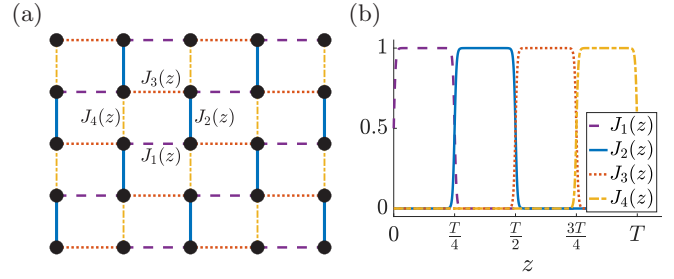 (a)
J₃(z)
J₄(z)
J₂(z)
J₁(z)
(b)
1
0.5
0
J₁(z)
J₂(z)
J₃(z)
J₄(z)
0 T/4 T/2 3T/4 T
z